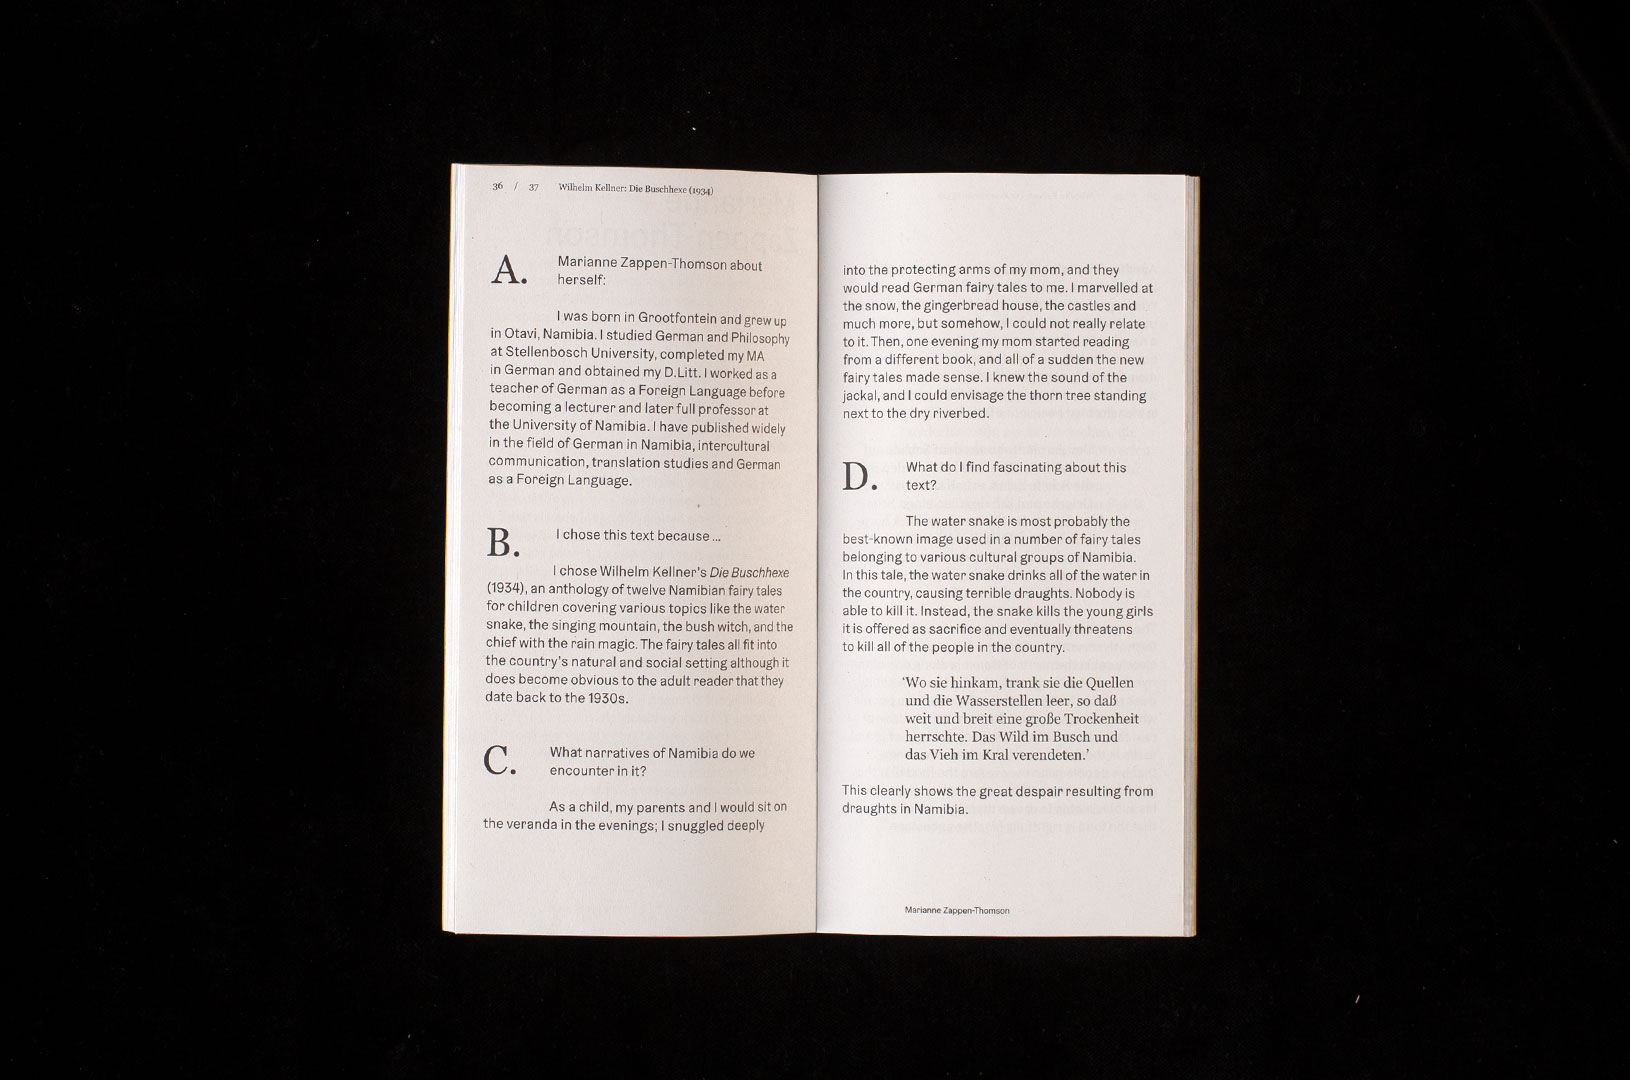 36 / 37 Wilhelm Kellner: Die Buschhexe (1934)
A. Marianne Zappen-Thomson about
herself:
I was born in Grootfontein and grew up
in Otavi, Namibia. I studied German and Philosophy
at Stellenbosch University, completed my MA
in German and obtained my D.Litt. I worked as a
teacher of German as a Foreign Language before
becoming a lecturer and later full professor at
the University of Namibia. I have published widely
in the field of German in Namibia, intercultural
communication, translation studies and German
as a Foreign Language.
B. I chose this text because ...
I chose Wilhelm Kellner's Die Buschhexe
(1934), an anthology of twelve Namibian fairy tales
for children covering various topics like the water
snake, the singing mountain, the bush witch, and the
chief with the rain magic. The fairy tales all fit into
the country's natural and social setting although it
does become obvious to the adult reader that they
date back to the 1930s.
C. What narratives of Namibia do we
encounter in it?
As a child, my parents and I would sit on
the veranda in the evenings; I snuggled deeply
into the protecting arms of my mom, and they
would read German fairy tales to me. I marvelled at
the snow, the gingerbread house, the castles and
much more, but somehow, I could not really relate
to it. Then, one evening my mom started reading
from a different book, and all of a sudden the new
fairy tales made sense. I knew the sound of the
jackal, and I could envisage the thorn tree standing
next to the dry riverbed.
D. What do I find fascinating about this
text?
The water snake is most probably the
best-known image used in a number of fairy tales
belonging to various cultural groups of Namibia.
In this tale, the water snake drinks all of the water in
the country, causing terrible draughts. Nobody is
able to kill it. Instead, the snake kills the young girls
it is offered as sacrifice and eventually threatens
to kill all of the people in the country.
‘Wo sie hinkam, trank sie die Quellen
und die Wasserstellen leer, so daß
weit und breit eine große Trockenheit
herrschte. Das Wild im Busch und
das Vieh im Kral verendeten.’
This clearly shows the great despair resulting from
draughts in Namibia.
Marianne Zappen-Thomson